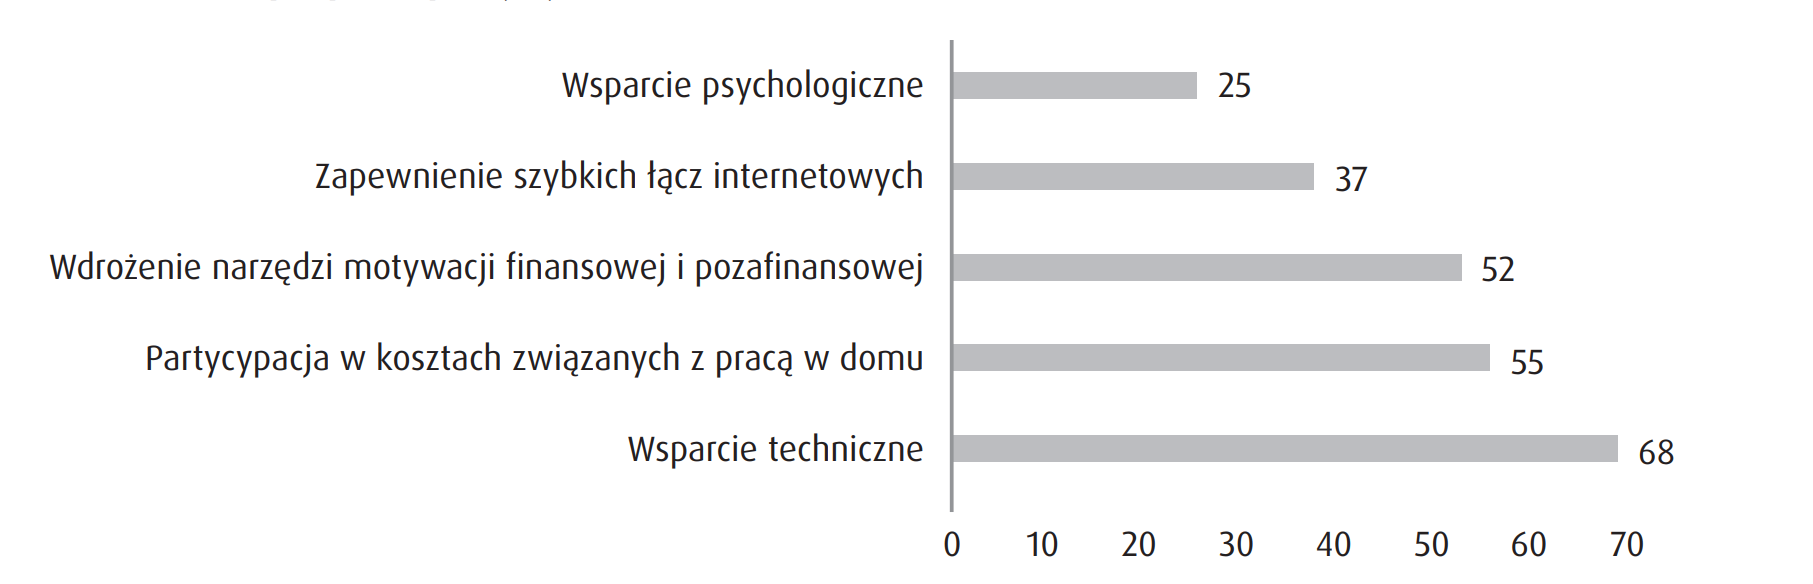 Wsparcie psychologiczne 25
Zapewnienie szybkich łącz internetowych 37
Wdrożenie narzędzi motywacji finansowej i pozafinansowej 52
Partycypacja w kosztach związanych z pracą w domu 55
Wsparcie techniczne 68
0 10 20 30 40 50 60 70